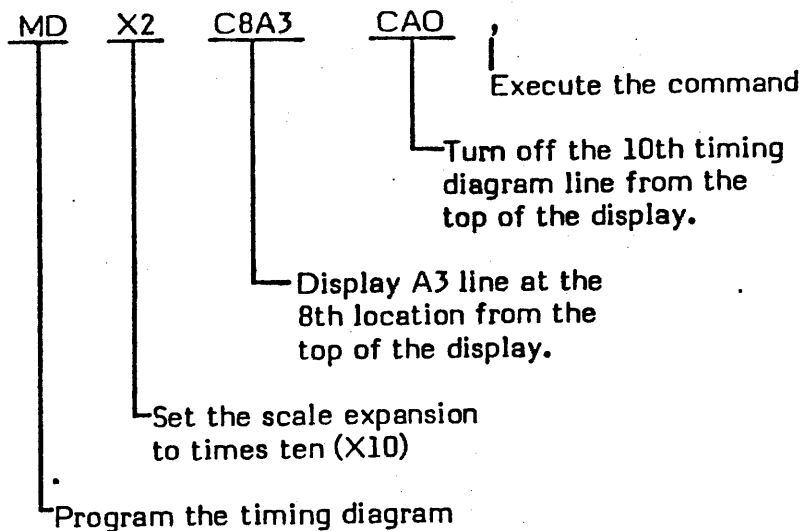 MD X2 C8A3 CAO ,
Execute the command
Turn off the 10th timing
diagram line from the
top of the display.
Display A3 line at the
8th location from the
top of the display.
Set the scale expansion
to times ten (X10)
Program the timing diagram